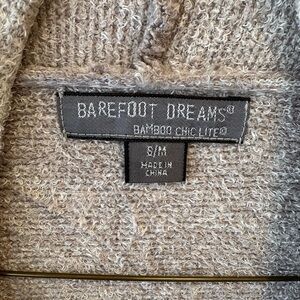 BAREFOOT DREAMS®
BAMBOO CHIC LITE®
S/M
MADE IN
CHINA